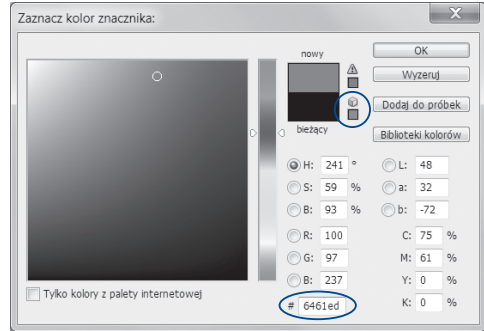 Zaznacz kolor znacznika:
nowy
bieżący
OK
Wyzeruj
Dodaj do próbek
Biblioteki kolorów
H: 241 °
S: 59 %
B: 93 %
R: 100
G: 97
B: 237
# 6461ed
L: 48
a: 32
b: -72
C: 75 %
M: 61 %
Y: 0 %
K: 0 %
Tylko kolory z palety internetowej